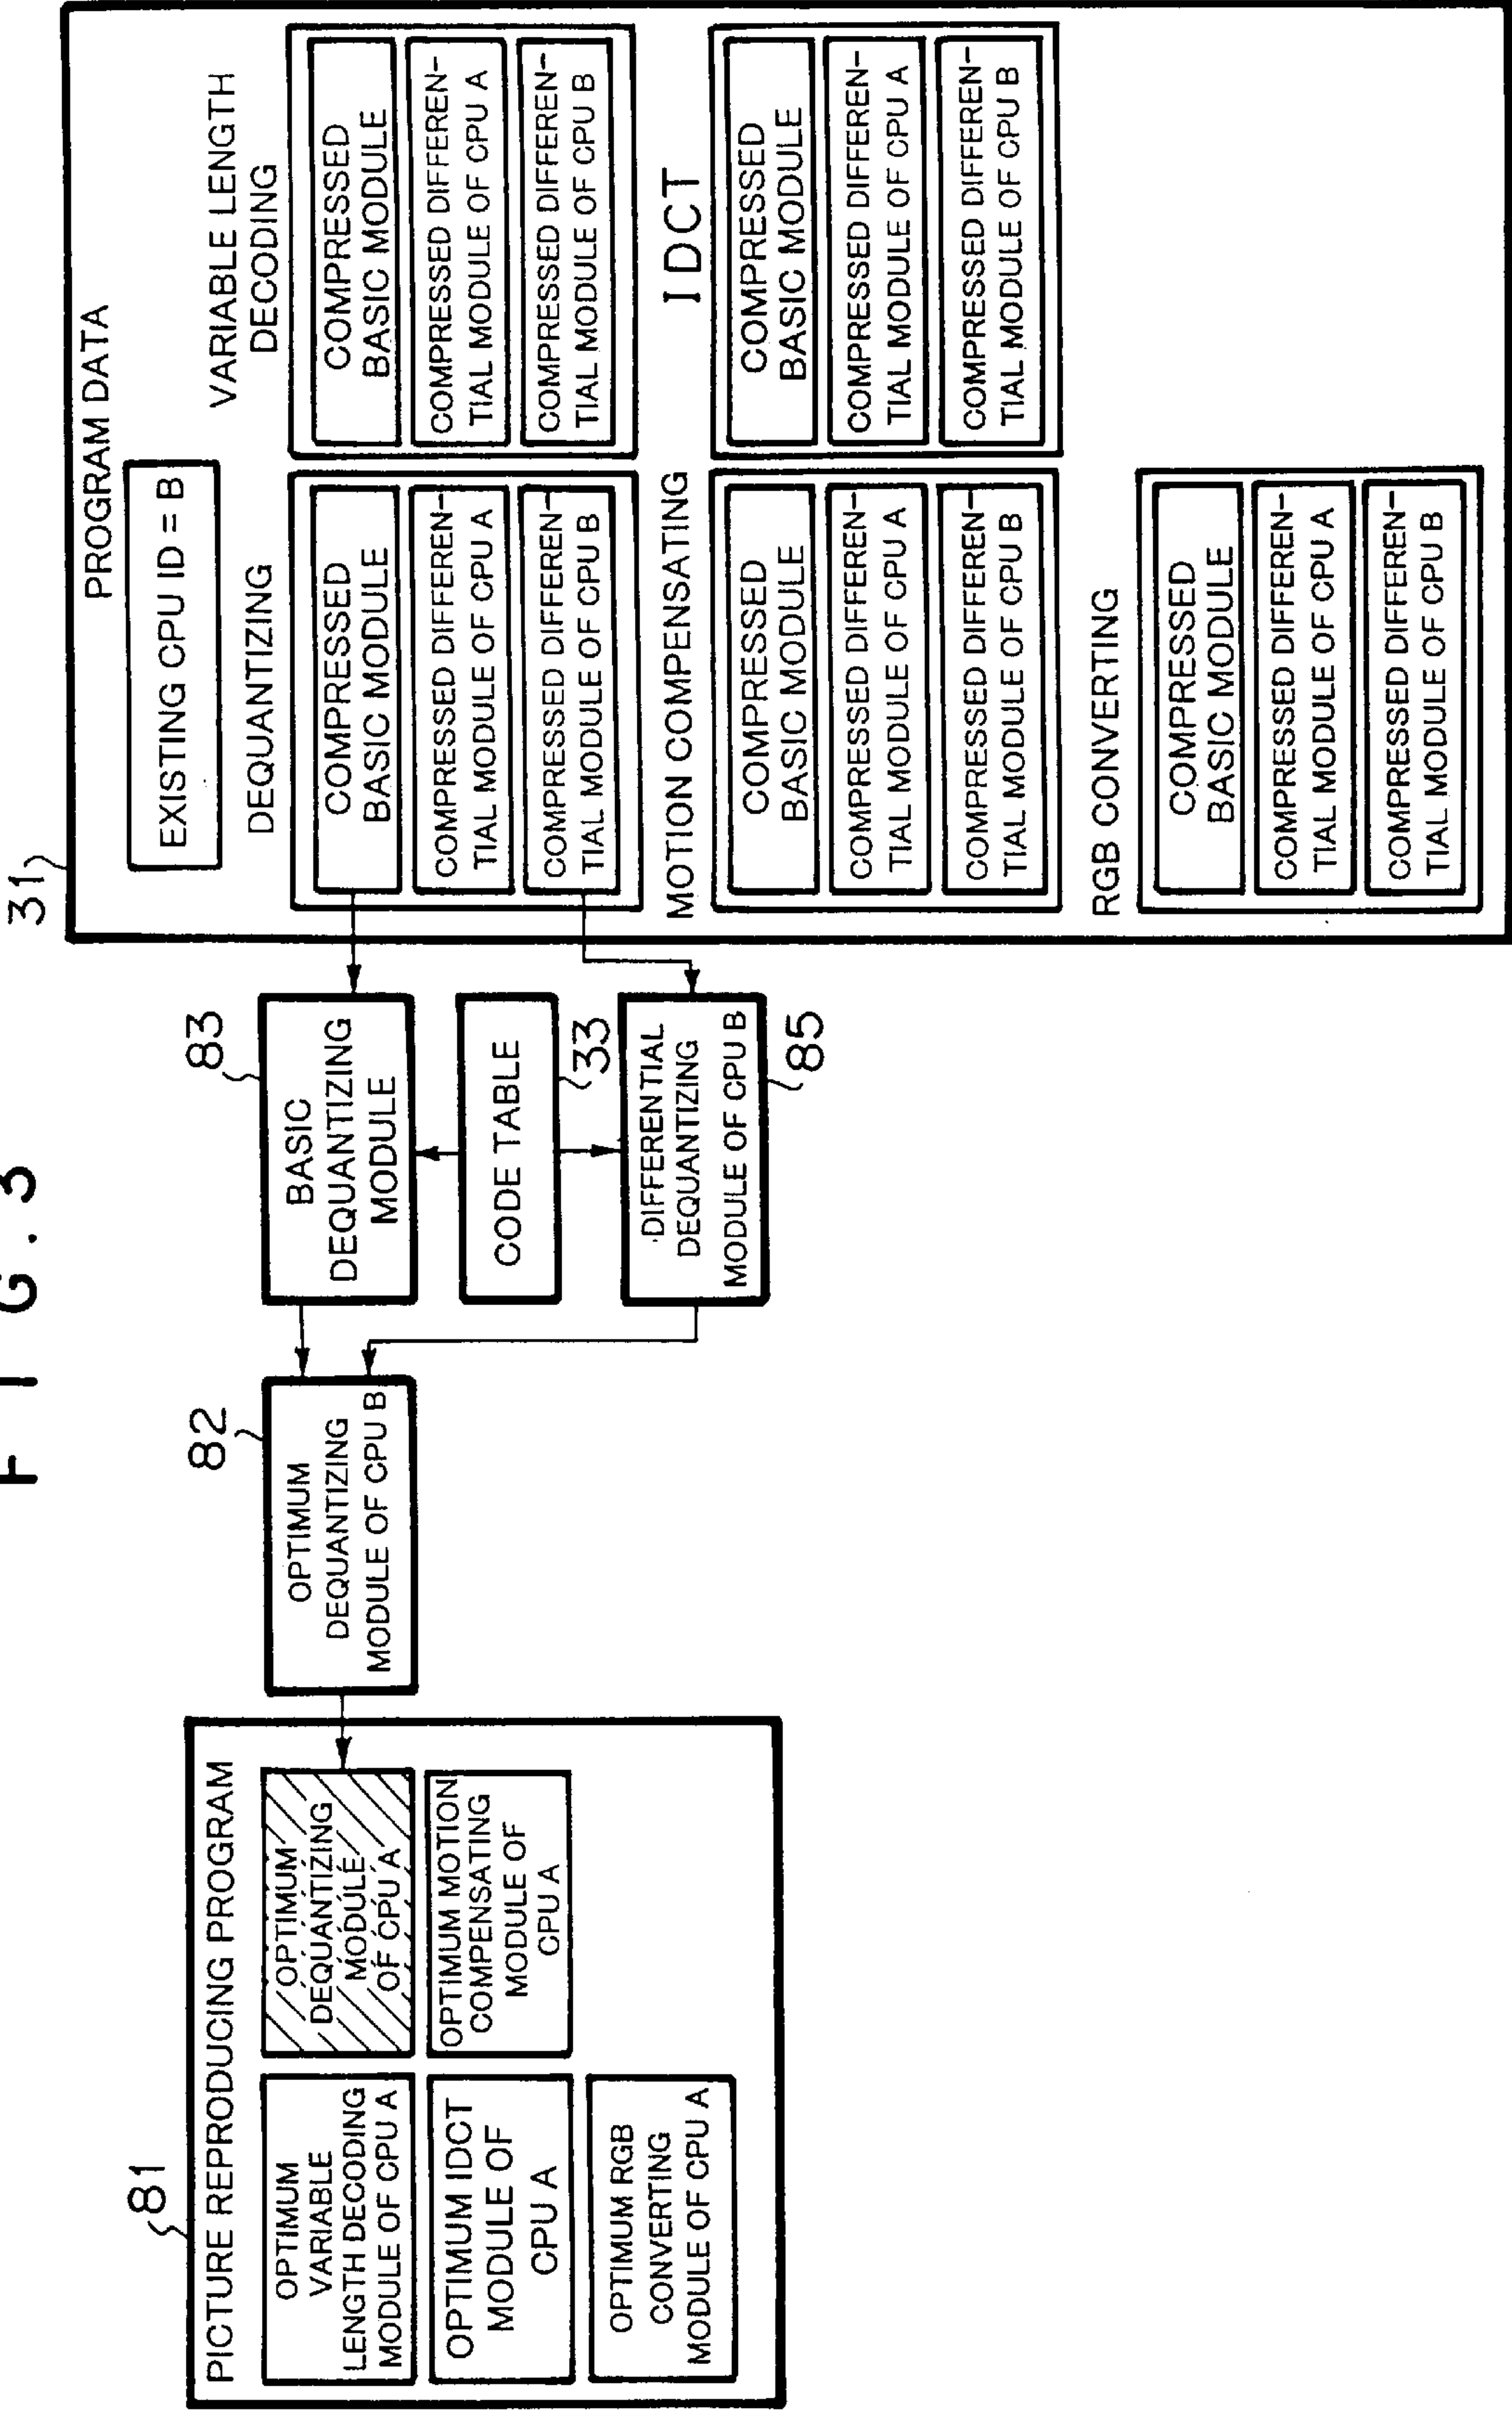 FIG. 3
81
PICTURE REPRODUCING PROGRAM
OPTIMUM
VARIABLE
LENGTH DECODING
MODULE OF CPU A
OPTIMUM
DEQUANTIZING
MODULE
OF CPU A
OPTIMUM IDCT
MODULE OF
CPU A
OPTIMUM MOTION
COMPENSATING
MODULE OF
CPU A
OPTIMUM RGB
CONVERTING
MODULE OF CPU A
82
OPTIMUM
DEQUANTIZING
MODULE OF CPU B
83
BASIC
DEQUANTIZING
MODULE
CODE TABLE
33
DIFFERENTIAL
DEQUANTIZING
MODULE OF CPU B
85
31
PROGRAM DATA
EXISTING CPU ID = B
DEQUANTIZING
COMPRESSED
BASIC MODULE
COMPRESSED DIFFEREN-
TIAL MODULE OF CPU A
COMPRESSED DIFFEREN-
TIAL MODULE OF CPU B
VARIABLE LENGTH
DECODING
COMPRESSED
BASIC MODULE
COMPRESSED DIFFEREN-
TIAL MODULE OF CPU A
COMPRESSED DIFFEREN-
TIAL MODULE OF CPU B
MOTION COMPENSATING
COMPRESSED
BASIC MODULE
COMPRESSED DIFFEREN-
TIAL MODULE OF CPU A
COMPRESSED DIFFEREN-
TIAL MODULE OF CPU B
IDCT
COMPRESSED
BASIC MODULE
COMPRESSED DIFFEREN-
TIAL MODULE OF CPU A
COMPRESSED DIFFEREN-
TIAL MODULE OF CPU B
RGB CONVERTING
COMPRESSED
BASIC MODULE
COMPRESSED DIFFEREN-
TIAL MODULE OF CPU A
COMPRESSED DIFFEREN-
TIAL MODULE OF CPU B